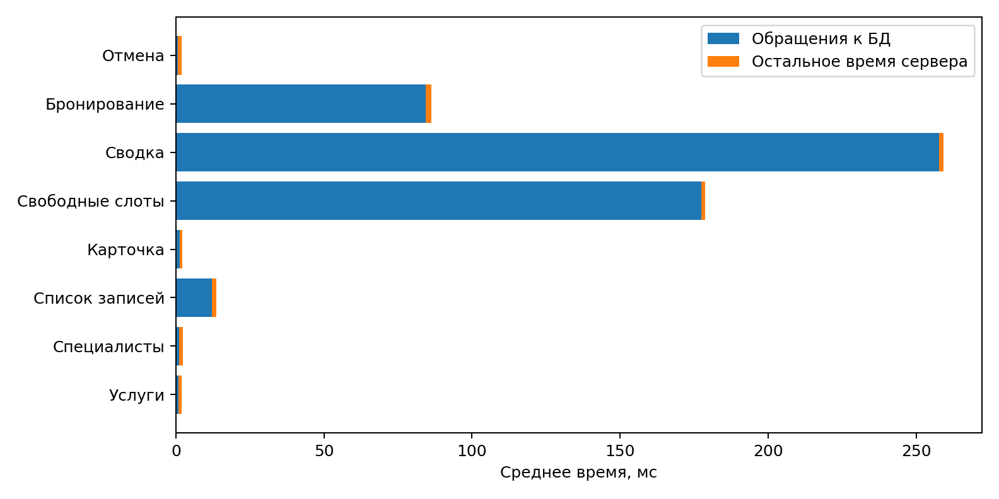 Обращения к БД
Остальное время сервера
Отмена
Бронирование
Сводка
Свободные слоты
Карточка
Список записей
Специалисты
Услуги
0 50 100 150 200 250
Среднее время, мс